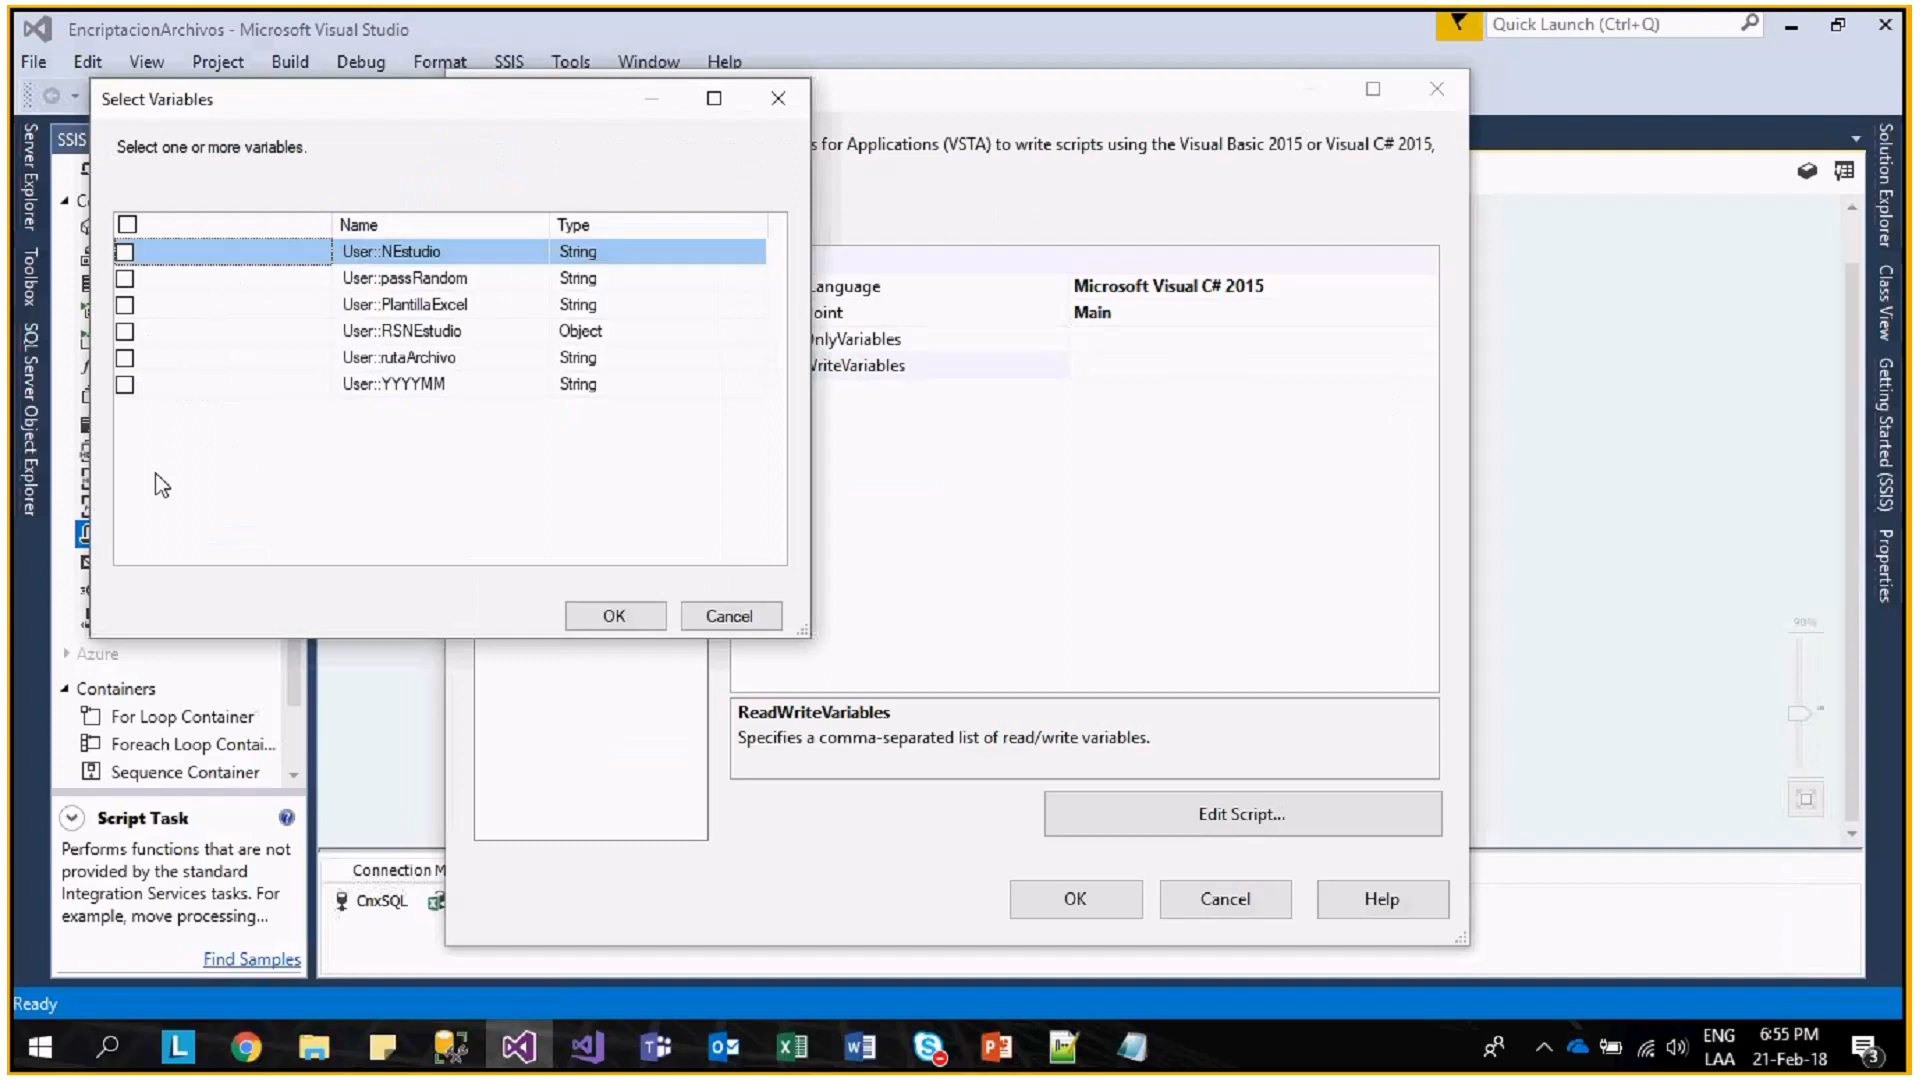 EncriptacionArchivos - Microsoft Visual Studio
Quick Launch (Ctrl+Q)
File Edit View Project Build Debug Format SSIS Tools Window Help
Select Variables
Select one or more variables.
s for Applications (VSTA) to write scripts using the Visual Basic 2015 or Visual C# 2015,
SSIS
Server Explorer
Toolbox
SQL Server Object Explorer
Solution Explorer
Class View
Getting Started (SSIS)
Properties
Name Type
User::NEstudio String
User::passRandom String
User::PlantillaExcel String
User::RSNEstudio Object
User::rutaArchivo String
User::YYYYMM String
OK Cancel
Language Microsoft Visual C# 2015
oint Main
OnlyVariables
WriteVariables
90%
Azure
Containers
For Loop Container
Foreach Loop Contai...
Sequence Container
ReadWriteVariables
Specifies a comma-separated list of read/write variables.
Edit Script...
OK Cancel Help
Script Task
Performs functions that are not
provided by the standard
Integration Services tasks. For
example, move processing...
Find Samples
Connection M
CnxSQL
Ready
ENG
LAA
6:55 PM
21-Feb-18
3